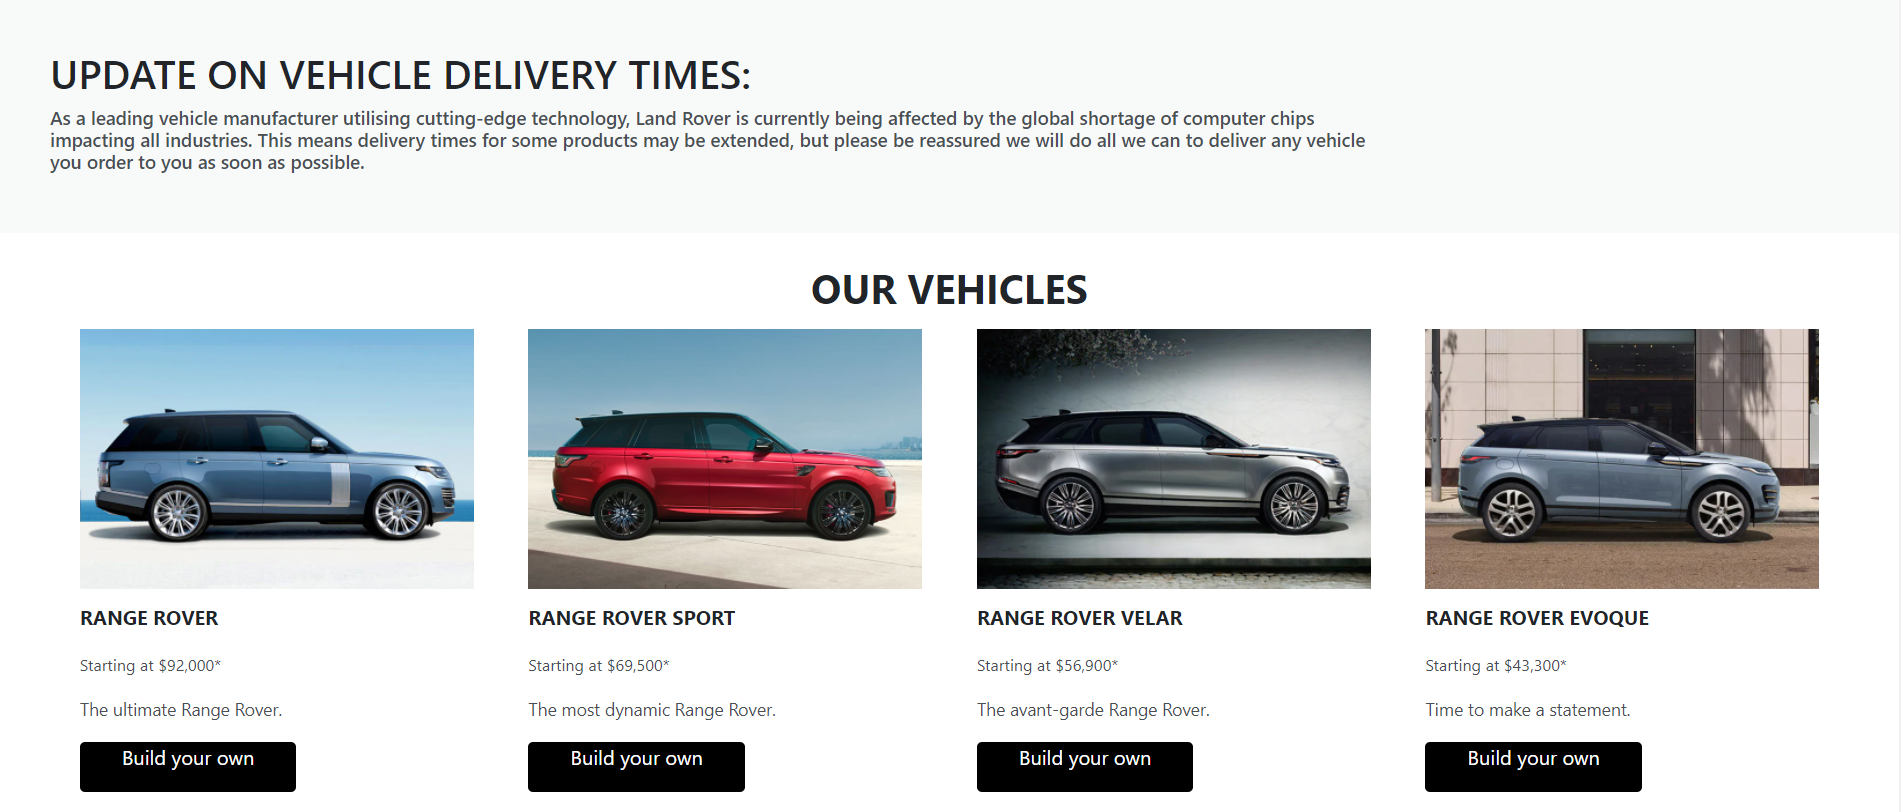 UPDATE ON VEHICLE DELIVERY TIMES:
As a leading vehicle manufacturer utilising cutting-edge technology, Land Rover is currently being affected by the global shortage of computer chips
impacting all industries. This means delivery times for some products may be extended, but please be reassured we will do all we can to deliver any vehicle
you order to you as soon as possible.
OUR VEHICLES
RANGE ROVER
Starting at $92,000*
The ultimate Range Rover.
Build your own
RANGE ROVER SPORT
Starting at $69,500*
The most dynamic Range Rover.
Build your own
RANGE ROVER VELAR
Starting at $56,900*
The avant-garde Range Rover.
Build your own
RANGE ROVER EVOQUE
Starting at $43,300*
Time to make a statement.
Build your own